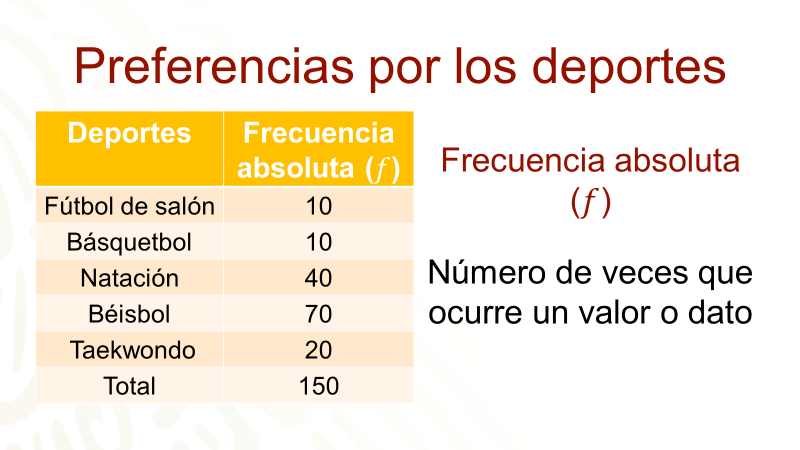 Preferencias por los deportes
Deportes Frecuencia
absoluta (f)
Fútbol de salón 10
Básquetbol 10
Natación 40
Béisbol 70
Taekwondo 20
Total 150
Frecuencia absoluta
(f)
Número de veces que
ocurre un valor o dato